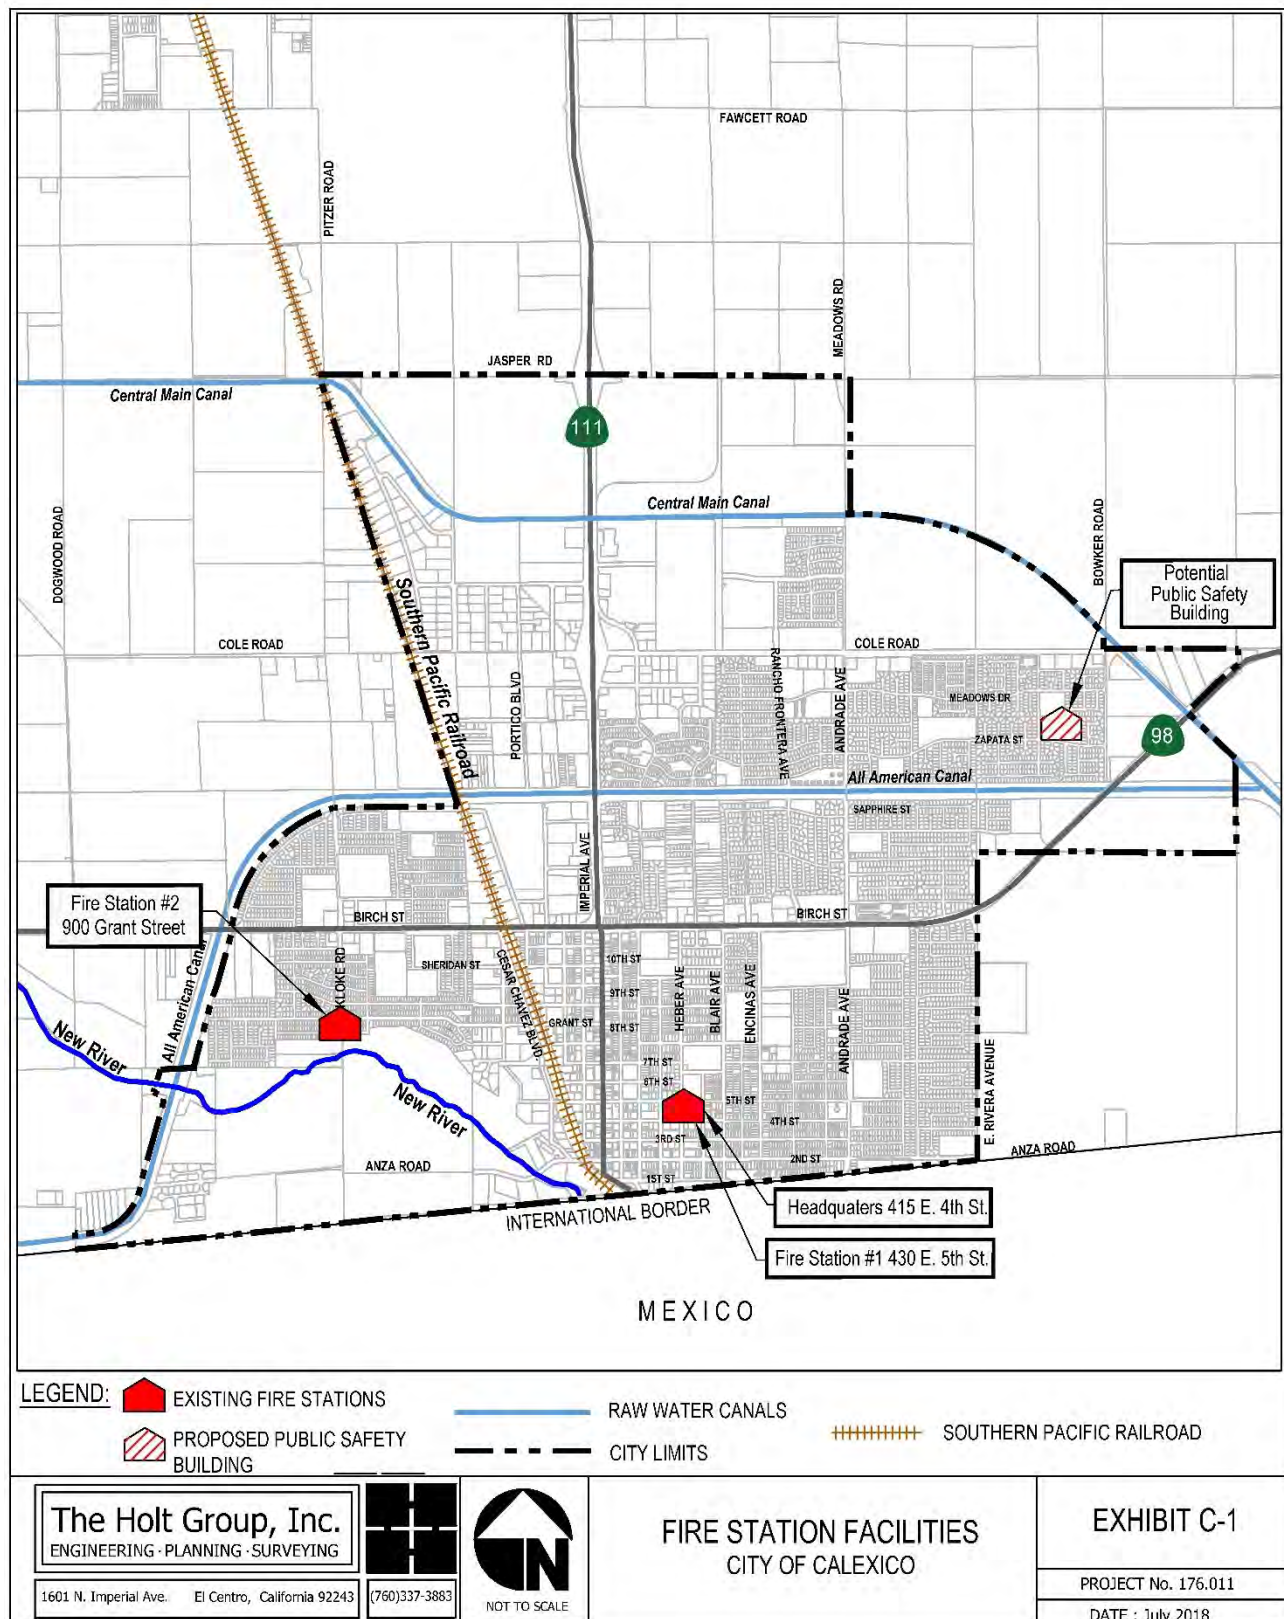 FAWCETT ROAD
PITZER ROAD
MEADOWS RD
JASPER RD
Central Main Canal
111
Central Main Canal
DOGWOOD ROAD
BOWKER ROAD
Potential
Public Safety
Building
Southern Pacific Railroad
COLE ROAD
COLE ROAD
PORTICO BLVD
RANCHO FRONTERA AVE
ANDRADE AVE
MEADOWS DR
ZAPATA ST
98
All American Canal
SAPPHIRE ST
IMPERIAL AVE
Fire Station #2
900 Grant Street
BIRCH ST
BIRCH ST
All American Canal
KLOKE RD
SHERIDAN ST
CESAR CHAVEZ BLVD.
10TH ST
9TH ST
HEBER AVE
BLAIR AVE
ENCINAS AVE
GRANT ST
8TH ST
New River
New River
7TH ST
6TH ST
5TH ST
4TH ST
ANDRADE AVE
E. RIVERA AVENUE
3RD ST
2ND ST
1ST ST
ANZA ROAD
ANZA ROAD
INTERNATIONAL BORDER
Headquaters 415 E. 4th St.
Fire Station #1 430 E. 5th St.
MEXICO
LEGEND:
EXISTING FIRE STATIONS
PROPOSED PUBLIC SAFETY
BUILDING
RAW WATER CANALS
CITY LIMITS
SOUTHERN PACIFIC RAILROAD
The Holt Group, Inc.
ENGINEERING · PLANNING · SURVEYING
1601 N. Imperial Ave. El Centro, California 92243
(760)337-3883
N
NOT TO SCALE
FIRE STATION FACILITIES
CITY OF CALEXICO
EXHIBIT C-1
PROJECT No. 176.011
DATE : July 2018